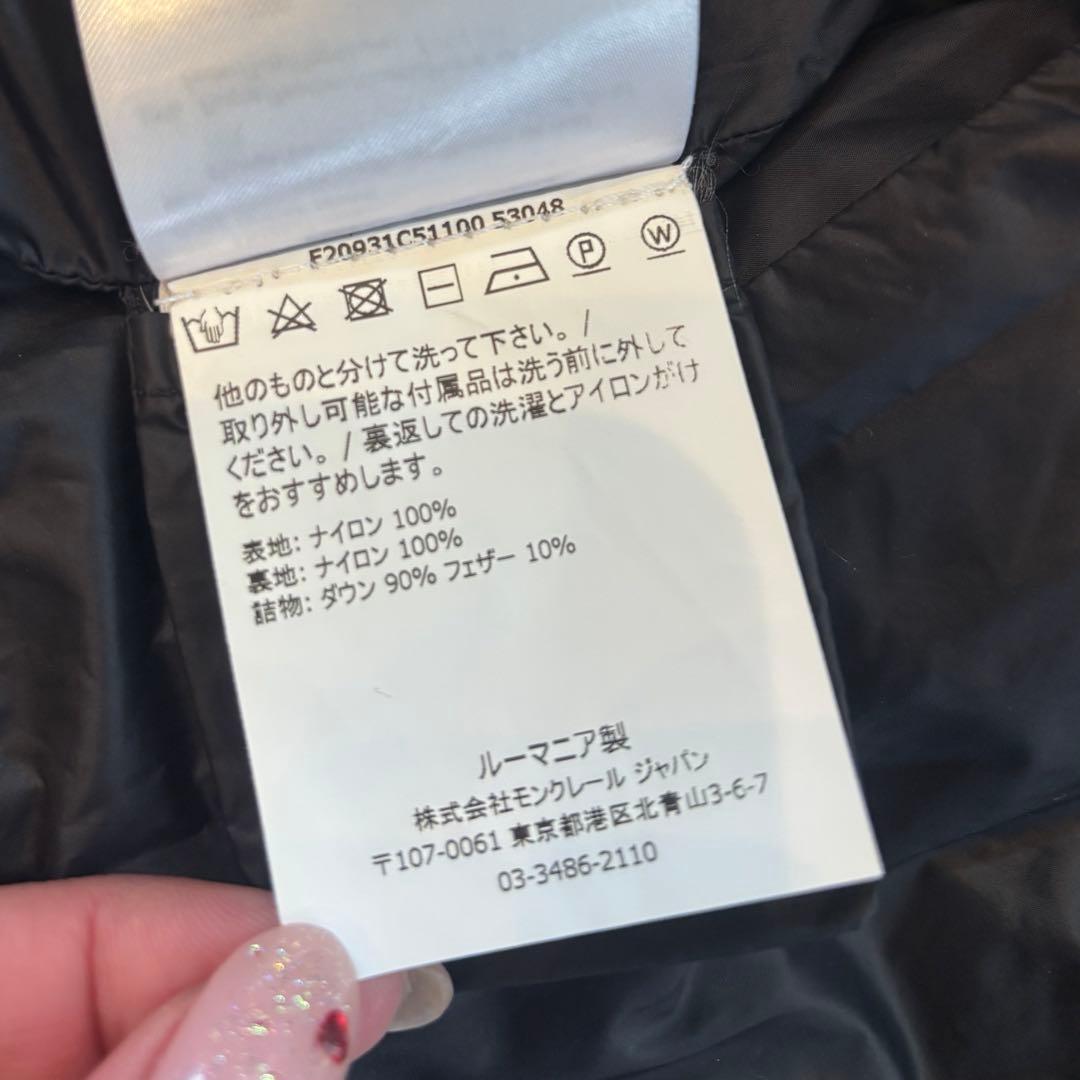 F20931C51100 53048
P
W
他のものと分けて洗って下さい。/
取り外し可能な付属品は洗う前に外して
ください。/ 裏返しての洗濯とアイロンがけ
をおすすめします。
表地: ナイロン 100%
裏地: ナイロン 100%
詰物: ダウン 90% フェザー 10%
ルーマニア製
株式会社モンクレール ジャパン
〒107-0061 東京都港区北青山3-6-7
03-3486-2110